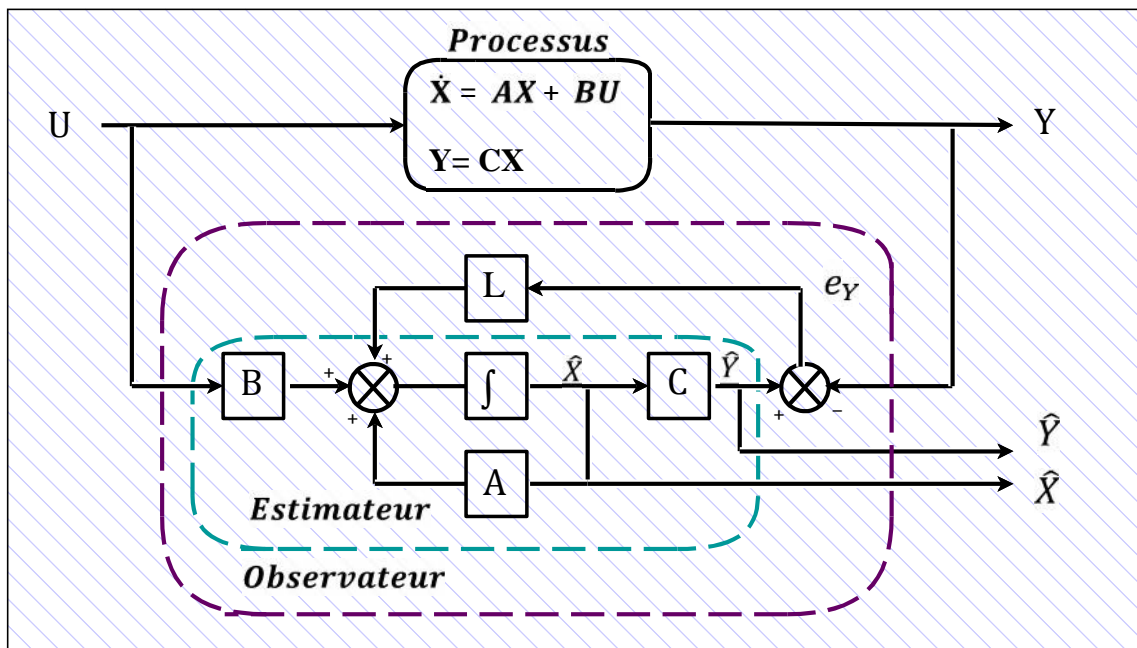 Processus
Ẋ = AX + BU
U
Y
Y= CX
L
e_Y
+
B
+
∫
X̂
C
Ŷ
+
+
−
Ŷ
A
X̂
Estimateur
Observateur